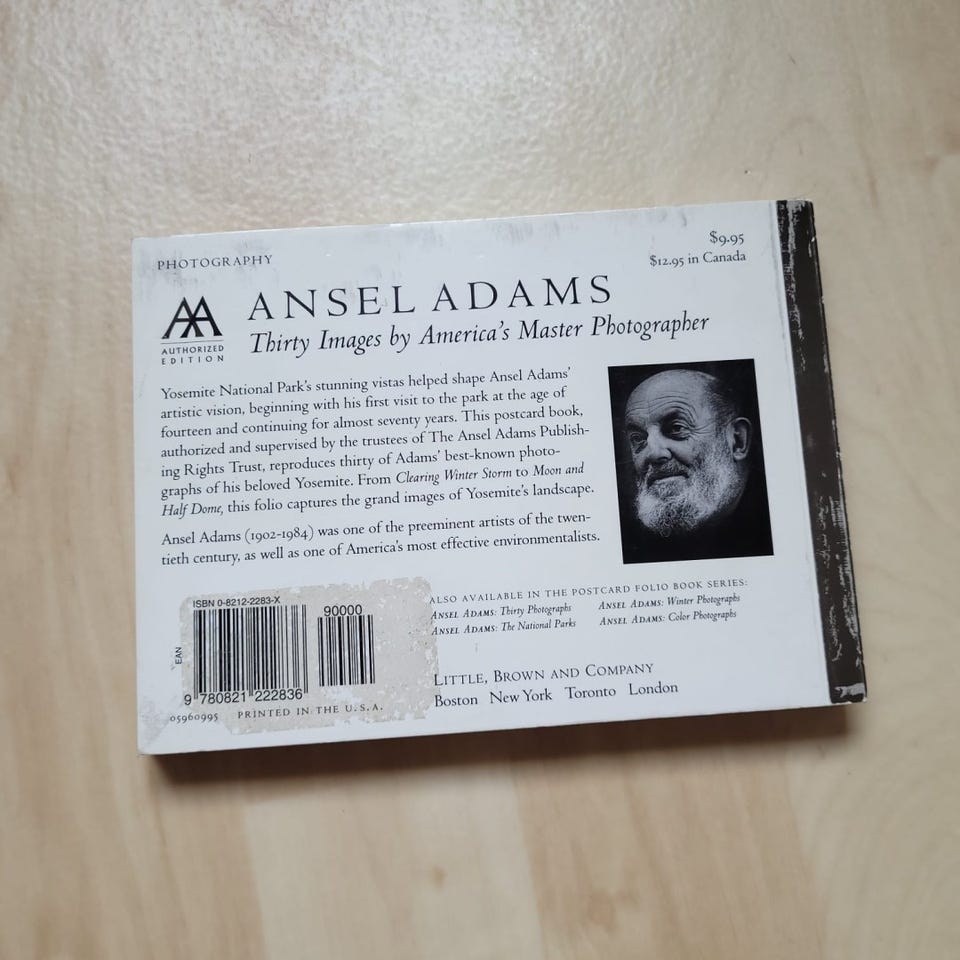 PHOTOGRAPHY
$9.95
$12.95 in Canada
AA
AUTHORIZED
EDITION
ANSEL ADAMS
Thirty Images by America's Master Photographer
Yosemite National Park's stunning vistas helped shape Ansel Adams'
artistic vision, beginning with his first visit to the park at the age of
fourteen and continuing for almost seventy years. This postcard book,
authorized and supervised by the trustees of The Ansel Adams Publish-
ing Rights Trust, reproduces thirty of Adams' best-known photo-
graphs of his beloved Yosemite. From Clearing Winter Storm to Moon and
Half Dome, this folio captures the grand images of Yosemite's landscape.
Ansel Adams (1902-1984) was one of the preeminent artists of the twen-
tieth century, as well as one of America's most effective environmentalists.
ISBN 0-8212-2283-X
90000
EAN
9 780821 222836
05960995 PRINTED IN THE U.S.A.
ALSO AVAILABLE IN THE POSTCARD FOLIO BOOK SERIES:
ANSEL ADAMS: Thirty Photographs ANSEL ADAMS: Winter Photographs
ANSEL ADAMS: The National Parks ANSEL ADAMS: Color Photographs
LITTLE, BROWN AND COMPANY
Boston New York Toronto London